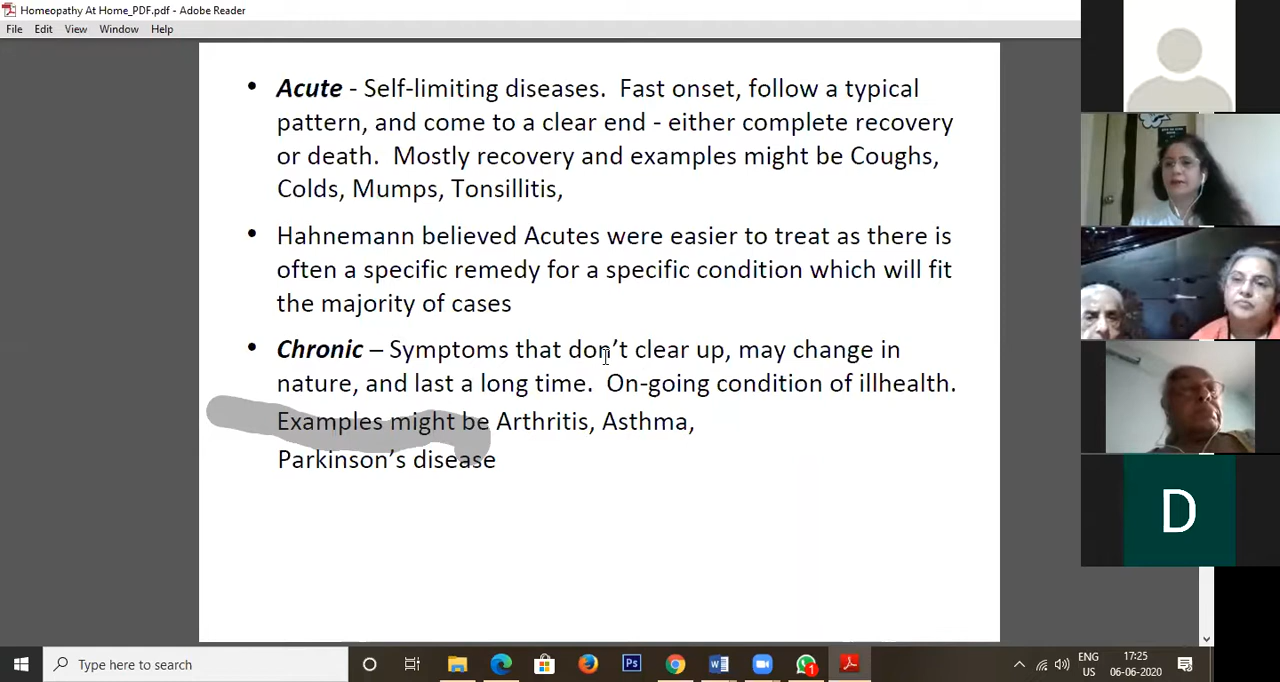 Homeopathy At Home_PDF.pdf - Adobe Reader
File Edit View Window Help
• Acute - Self-limiting diseases. Fast onset, follow a typical
pattern, and come to a clear end - either complete recovery
or death. Mostly recovery and examples might be Coughs,
Colds, Mumps, Tonsillitis,
• Hahnemann believed Acutes were easier to treat as there is
often a specific remedy for a specific condition which will fit
the majority of cases
• Chronic – Symptoms that don’t clear up, may change in
nature, and last a long time. On-going condition of illhealth.
Examples might be Arthritis, Asthma,
Parkinson’s disease
D
Type here to search
Ps
W
1
ENG
US
17:25
06-06-2020